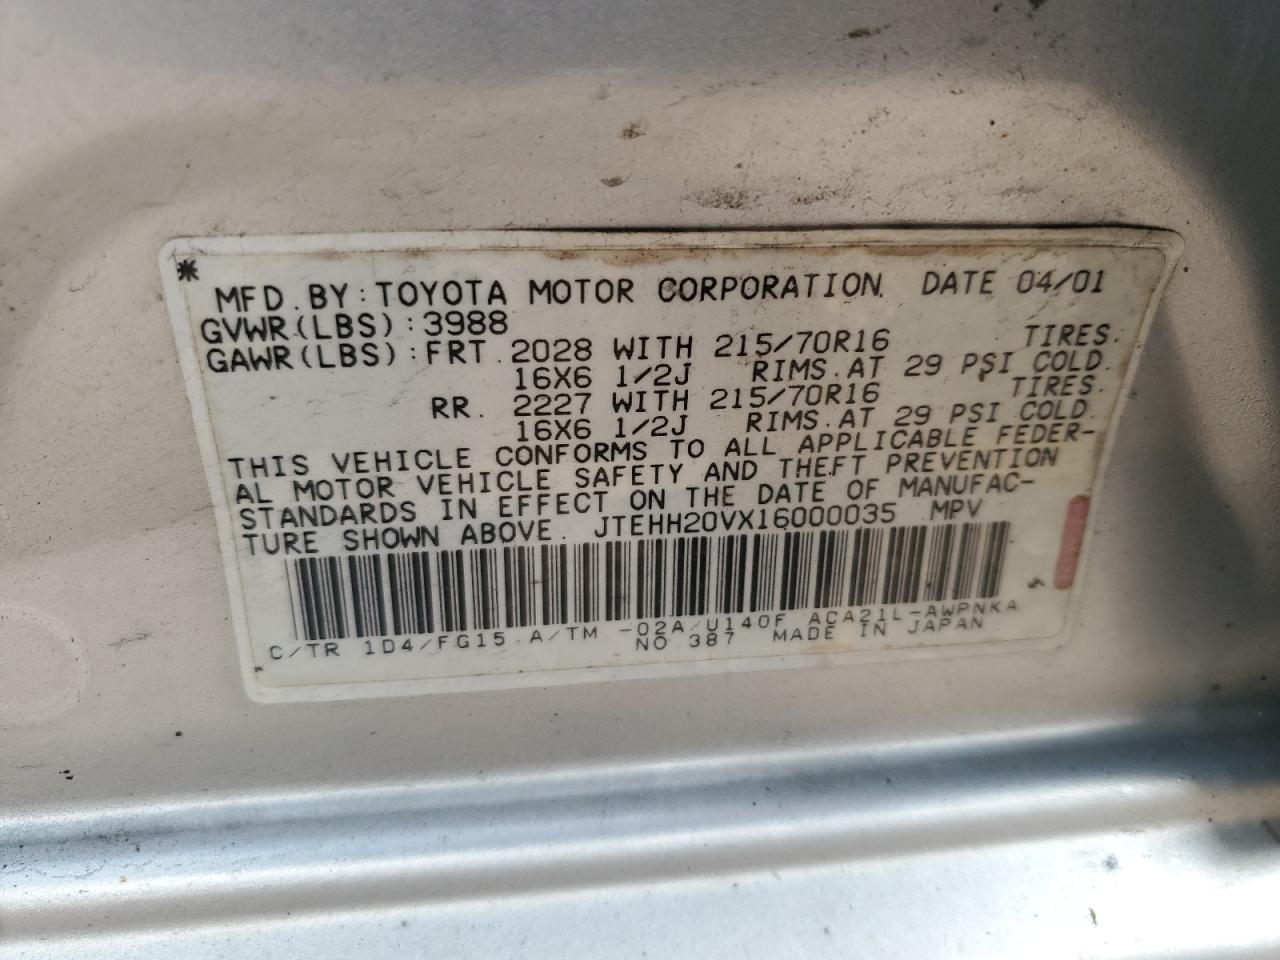 MFD. BY: TOYOTA MOTOR CORPORATION. DATE 04/01
GVWR(LBS):3988
GAWR(LBS):FRT. 2028 WITH 215/70R16 TIRES.
16X6 1/2J RIMS. AT 29 PSI COLD.
RR. 2227 WITH 215/70R16 TIRES.
16X6 1/2J RIMS. AT 29 PSI COLD.
THIS VEHICLE CONFORMS TO ALL APPLICABLE FEDER-
AL MOTOR VEHICLE SAFETY AND THEFT PREVENTION
STANDARDS IN EFFECT ON THE DATE OF MANUFAC-
TURE SHOWN ABOVE. JTEHH20VX16000035 MPV
C/TR 1D4/FG15.A/TM -02A/U140F ACA21L-AWPNKA
NO.387 MADE IN JAPAN